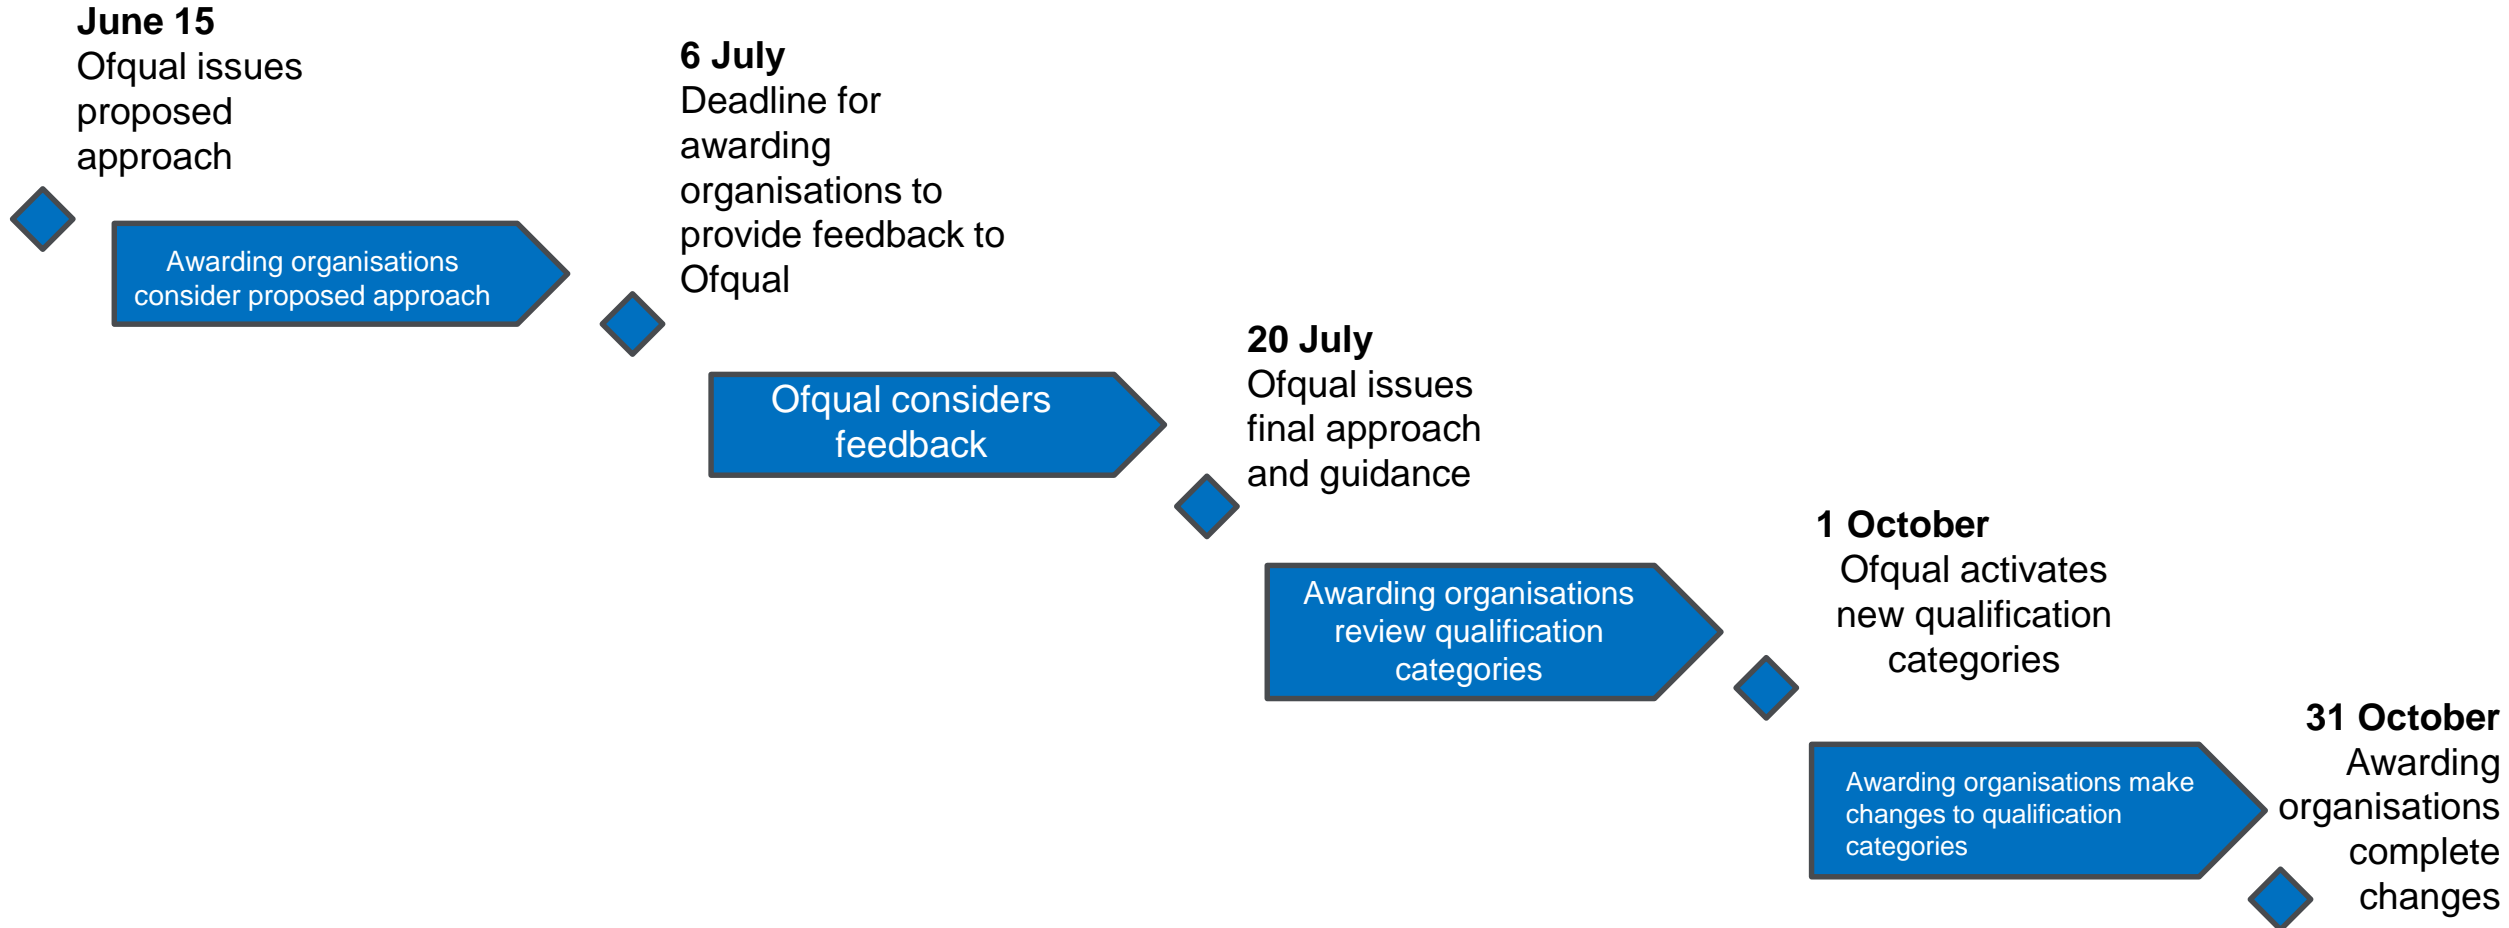 June 15
Ofqual issues
proposed
approach
Awarding organisations
consider proposed approach
6 July
Deadline for
awarding
organisations to
provide feedback to
Ofqual
Ofqual considers
feedback
20 July
Ofqual issues
final approach
and guidance
Awarding organisations
review qualification
categories
1 October
Ofqual activates
new qualification
categories
Awarding organisations make
changes to qualification
categories
31 October
Awarding
organisations
complete
changes